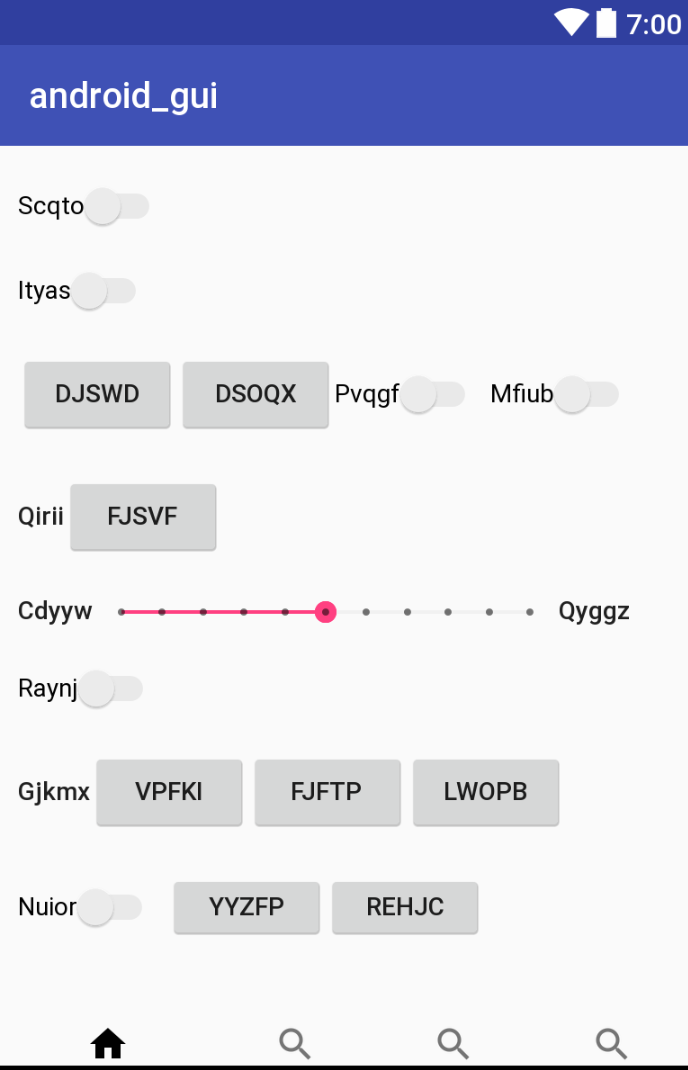 7:00
android_gui
Scqto
Ityas
DJSWD DSOQX Pvqgf Mfiub
Qirii FJSVF
Cdyyw Qyggz
Raynj
Gjkmx VPFKI FJFTP LWOPB
Nuior YYZFP REHJC